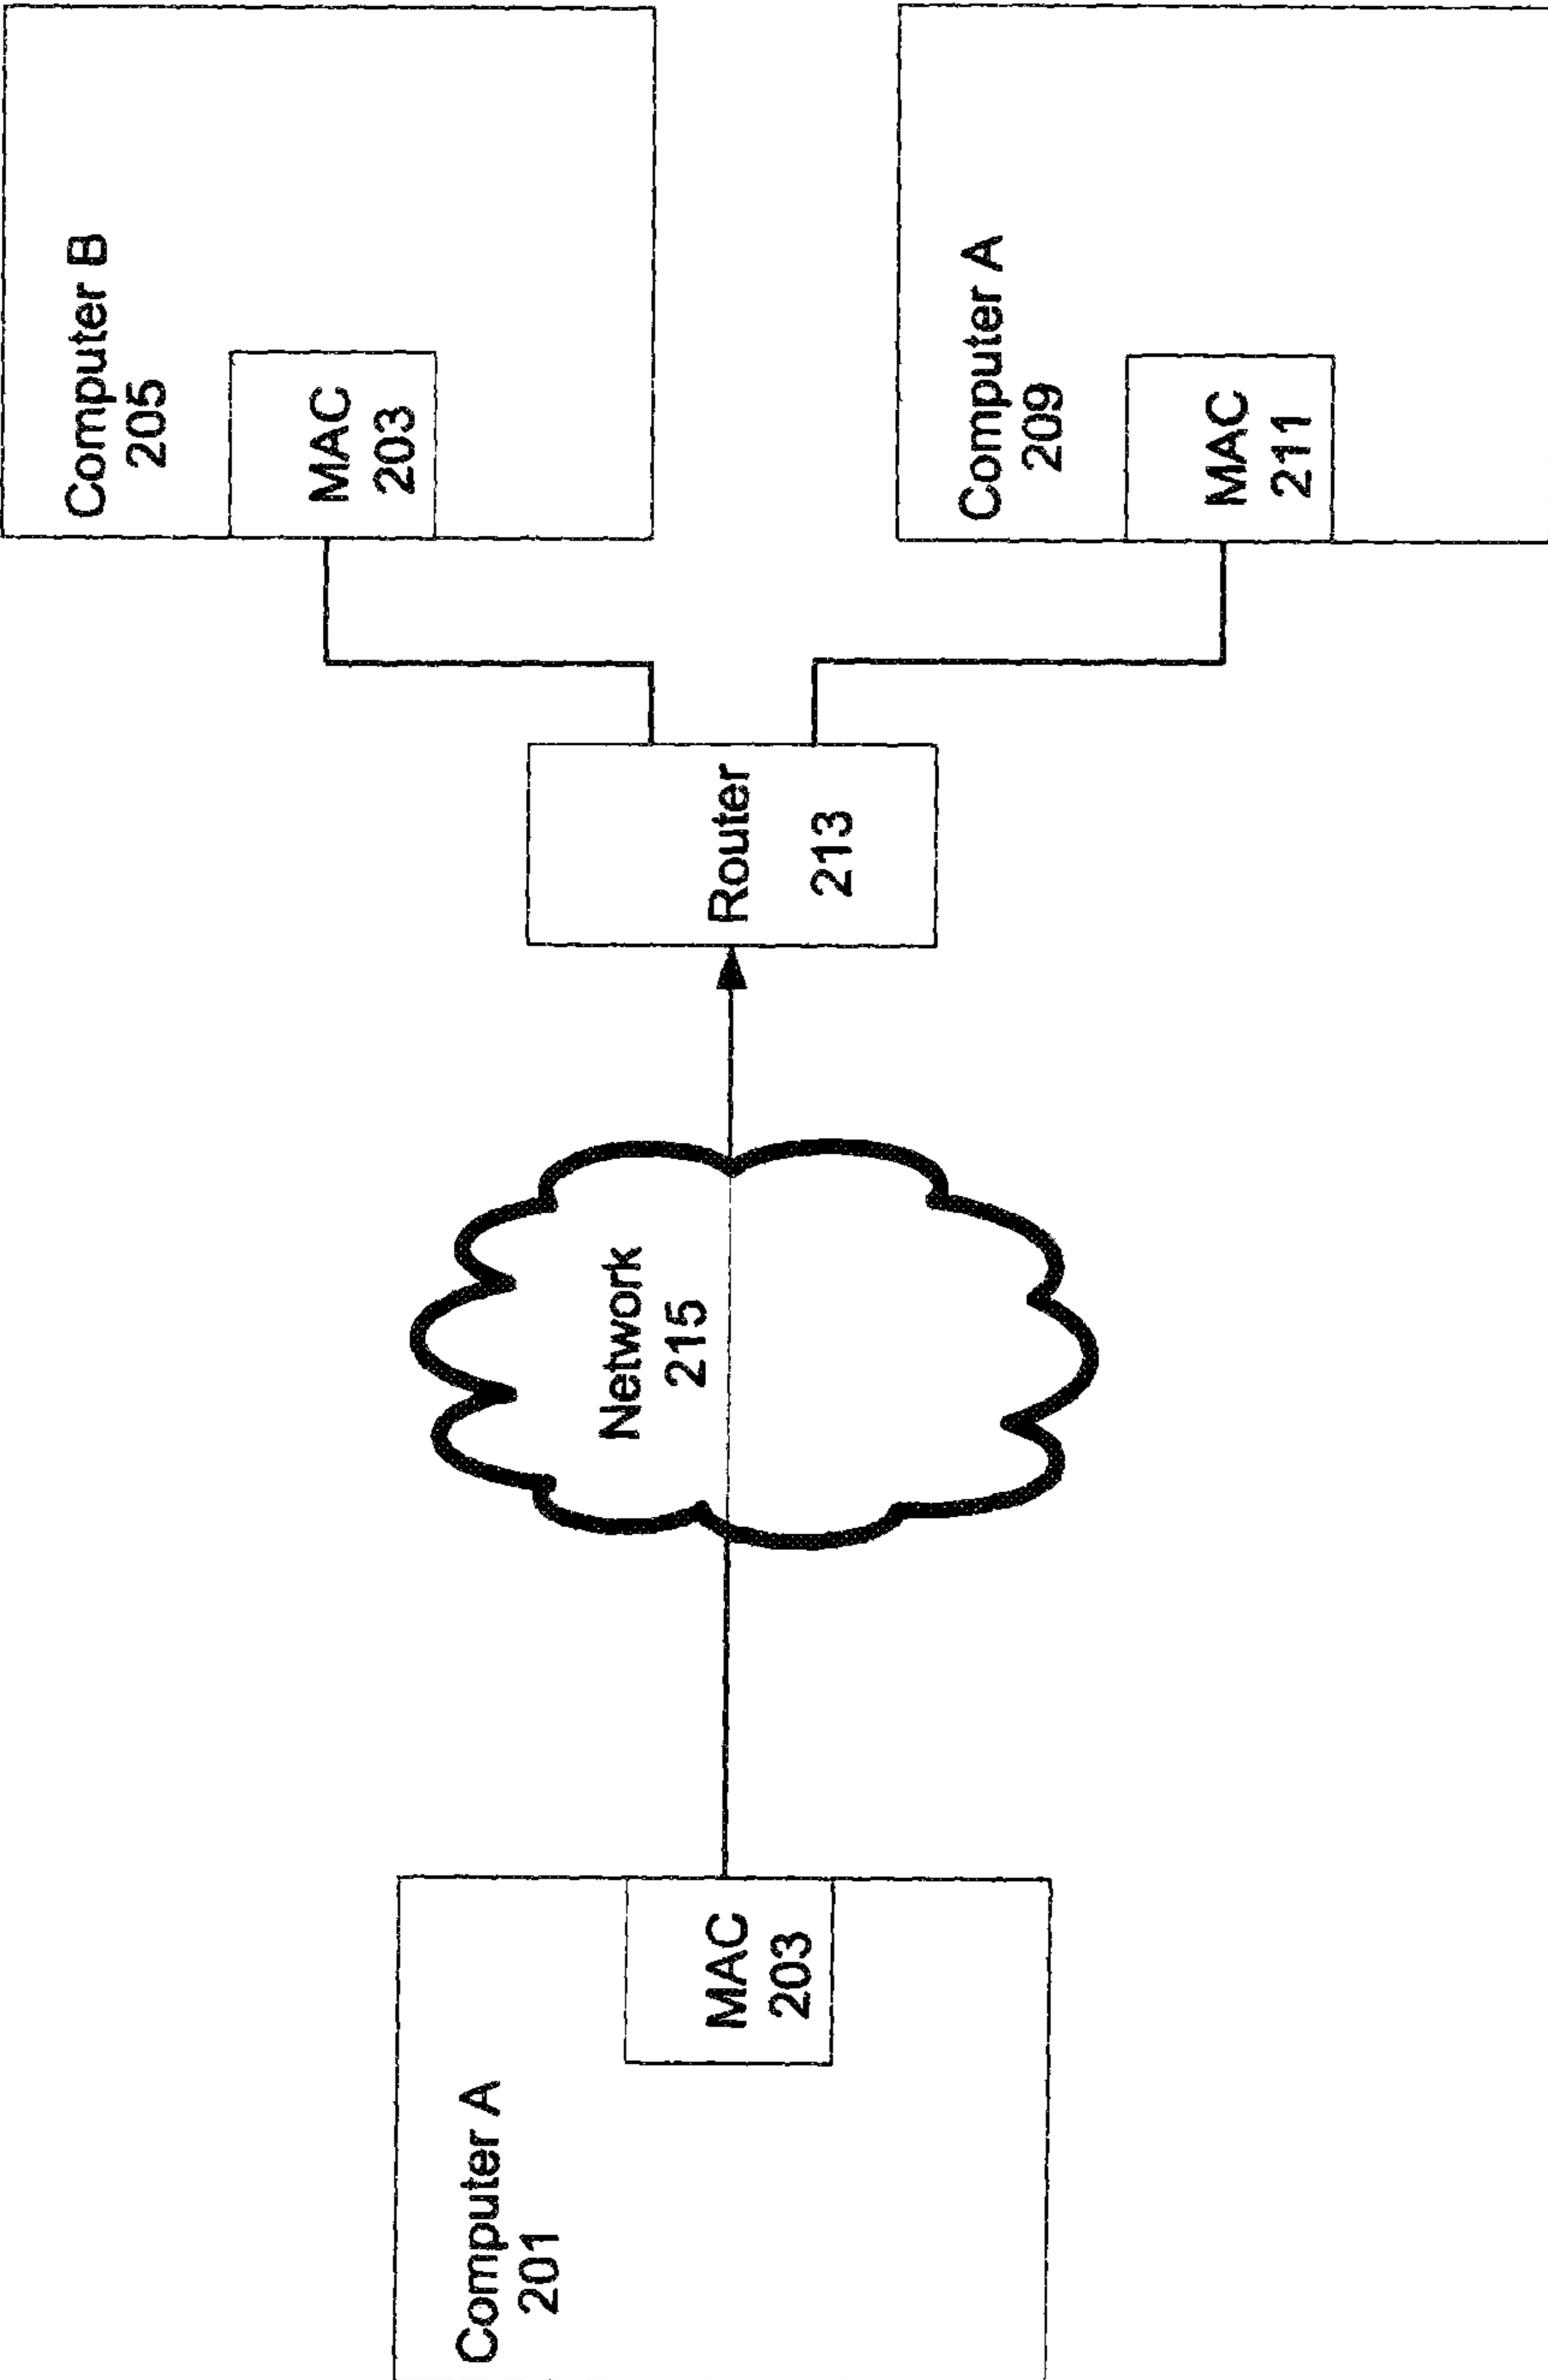 Computer A
201
MAC
203
Network
215
Router
213
Computer B
205
MAC
203
Computer A
209
MAC
211